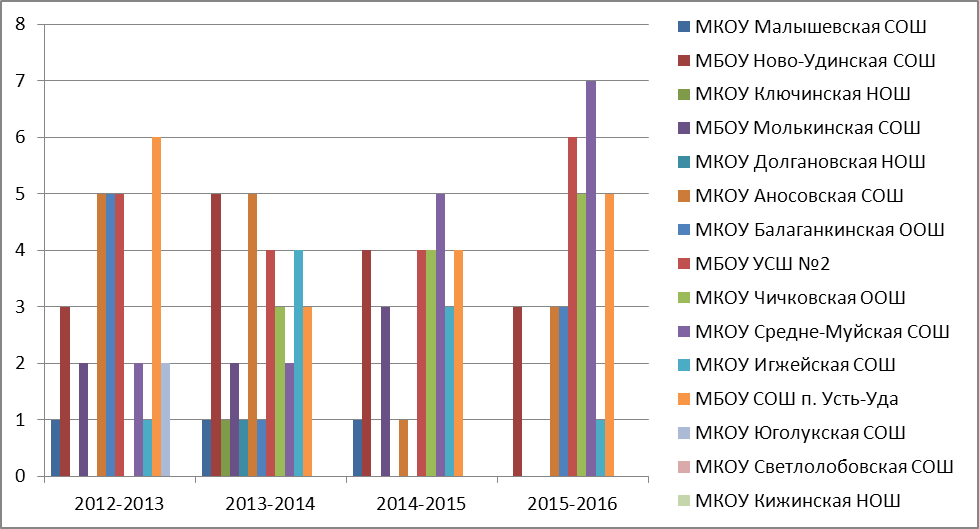 8
7
6
5
4
3
2
1
0
2012-2013
2013-2014
2014-2015
2015-2016
МКОУ Малышевская СОШ
МБОУ Ново-Удинская СОШ
МКОУ Ключинская НОШ
МБОУ Молькинская СОШ
МКОУ Долгановская НОШ
МКОУ Аносовская СОШ
МКОУ Балаганкинская ООШ
МБОУ УСШ №2
МКОУ Чичковская ООШ
МКОУ Средне-Муйская СОШ
МКОУ Игжейская СОШ
МБОУ СОШ п. Усть-Уда
МКОУ Юголукская СОШ
МКОУ Светлолобовская СОШ
МКОУ Кижинская НОШ